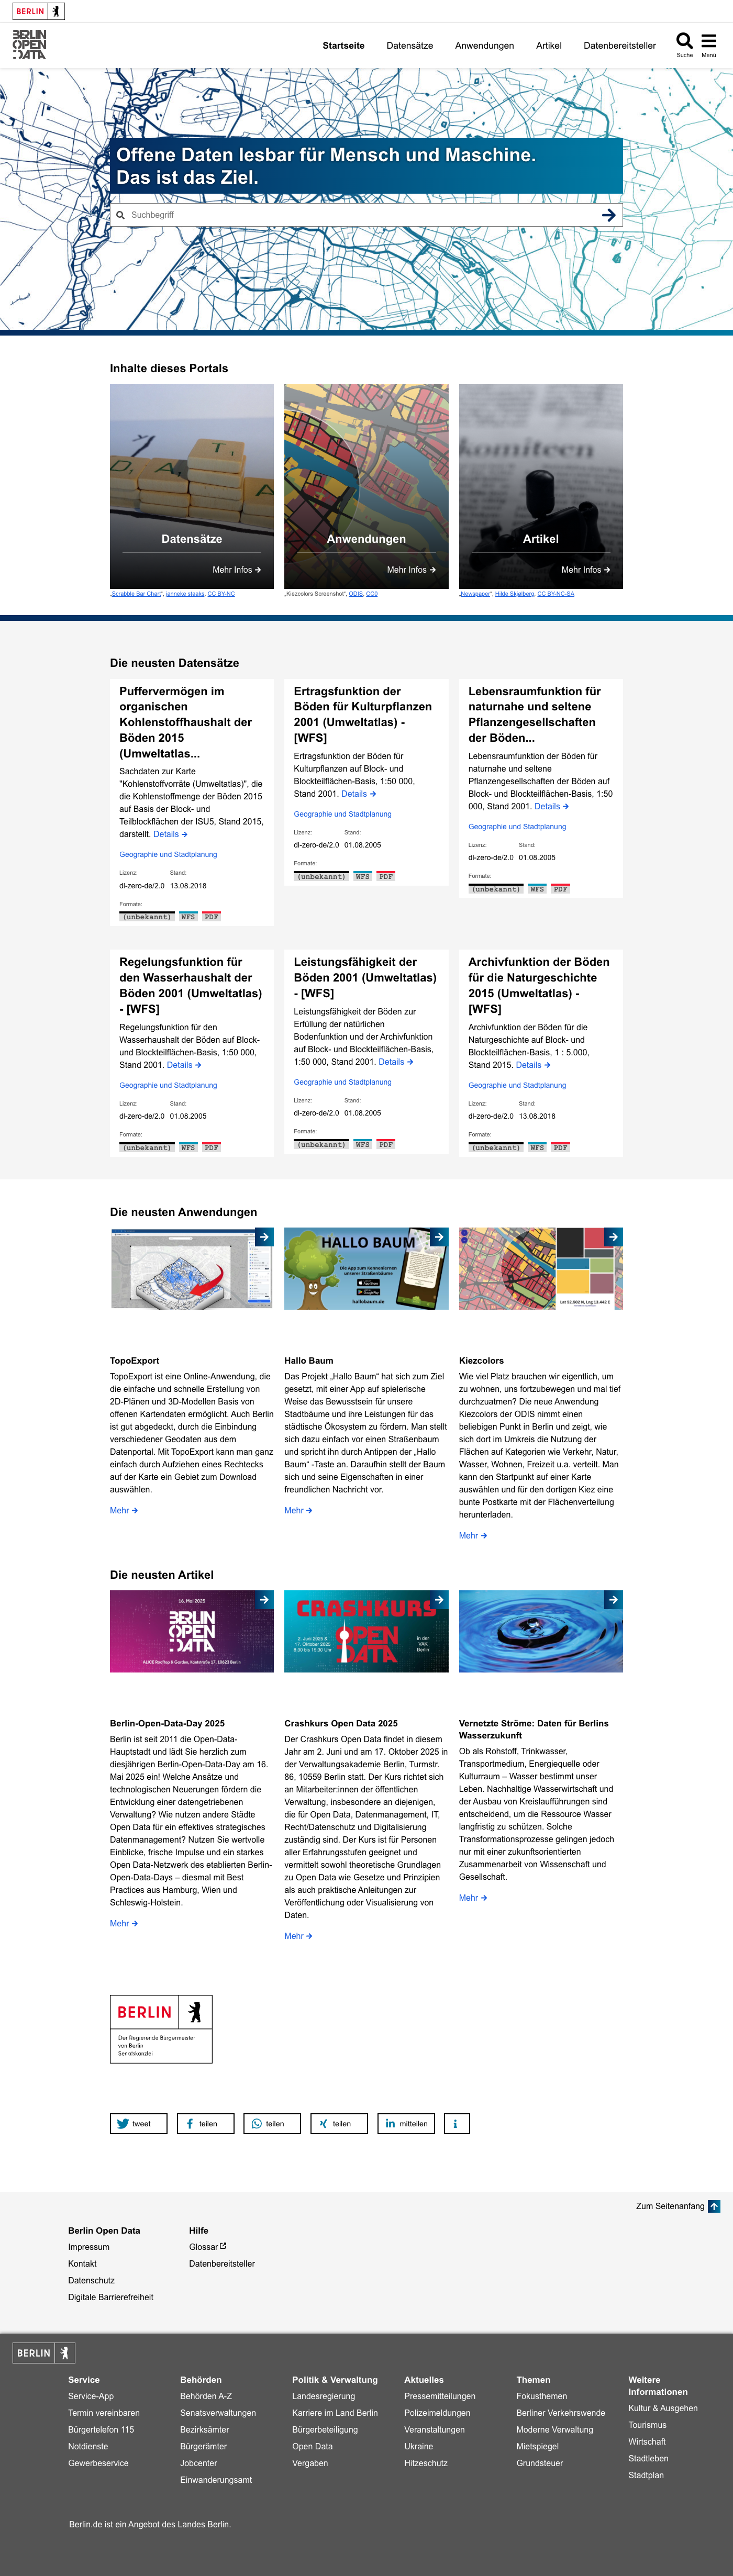 BERLIN
BERLIN
OPEN
DATA
Startseite
Datensätze
Anwendungen
Artikel
Datenbereitsteller
Suche
Menü
Offene Daten lesbar für Mensch und Maschine.
Das ist das Ziel.
Suchbegriff
Inhalte dieses Portals
Datensätze
Mehr Infos
„Scrabble Bar Chart“, janneke staaks, CC BY-NC
Anwendungen
Mehr Infos
„Kiezcolors Screenshot“, ODIS, CC0
Artikel
Mehr Infos
„Newspaper“, Hilde Skjølberg, CC BY-NC-SA
Die neusten Datensätze
Puffervermögen im
organischen
Kohlenstoffhaushalt der
Böden 2015
(Umweltatlas...
Sachdaten zur Karte
"Kohlenstoffvorräte (Umweltatlas)", die
die Kohlenstoffmenge der Böden 2015
auf Basis der Block- und
Teilblockflächen der ISU5, Stand 2015,
darstellt. Details
Geographie und Stadtplanung
Lizenz: Stand:
dl-zero-de/2.0 13.08.2018
Formate:
(unbekannt) WFS PDF
Ertragsfunktion der
Böden für Kulturpflanzen
2001 (Umweltatlas) -
[WFS]
Ertragsfunktion der Böden für
Kulturpflanzen auf Block- und
Blockteilflächen-Basis, 1:50 000,
Stand 2001. Details
Geographie und Stadtplanung
Lizenz: Stand:
dl-zero-de/2.0 01.08.2005
Formate:
(unbekannt) WFS PDF
Lebensraumfunktion für
naturnahe und seltene
Pflanzengesellschaften
der Böden...
Lebensraumfunktion der Böden für
naturnahe und seltene
Pflanzengesellschaften der Böden auf
Block- und Blockteilflächen-Basis, 1:50
000, Stand 2001. Details
Geographie und Stadtplanung
Lizenz: Stand:
dl-zero-de/2.0 01.08.2005
Formate:
(unbekannt) WFS PDF
Regelungsfunktion für
den Wasserhaushalt der
Böden 2001 (Umweltatlas)
- [WFS]
Regelungsfunktion für den
Wasserhaushalt der Böden auf Block-
und Blockteilflächen-Basis, 1:50 000,
Stand 2001. Details
Geographie und Stadtplanung
Lizenz: Stand:
dl-zero-de/2.0 01.08.2005
Formate:
(unbekannt) WFS PDF
Leistungsfähigkeit der
Böden 2001 (Umweltatlas)
- [WFS]
Leistungsfähigkeit der Böden zur
Erfüllung der natürlichen
Bodenfunktion und der Archivfunktion
auf Block- und Blockteilflächen-Basis,
1:50 000, Stand 2001. Details
Geographie und Stadtplanung
Lizenz: Stand:
dl-zero-de/2.0 01.08.2005
Formate:
(unbekannt) WFS PDF
Archivfunktion der Böden
für die Naturgeschichte
2015 (Umweltatlas) -
[WFS]
Archivfunktion der Böden für die
Naturgeschichte auf Block- und
Blockteilflächen-Basis, 1 : 5.000,
Stand 2015. Details
Geographie und Stadtplanung
Lizenz: Stand:
dl-zero-de/2.0 13.08.2018
Formate:
(unbekannt) WFS PDF
Die neusten Anwendungen
TopoExport
TopoExport ist eine Online-Anwendung, die
die einfache und schnelle Erstellung von
2D-Plänen und 3D-Modellen Basis von
offenen Kartendaten ermöglicht. Auch Berlin
ist gut abgedeckt, durch die Einbindung
verschiedener Geodaten aus dem
Datenportal. Mit TopoExport kann man ganz
einfach durch Aufziehen eines Rechtecks
auf der Karte ein Gebiet zum Download
auswählen.
Mehr
HALLO BAUM
Die App zum Kennenlernen
unserer Straßenbäume
hallobaum.de
Hallo Baum
Das Projekt „Hallo Baum“ hat sich zum Ziel
gesetzt, mit einer App auf spielerische
Weise das Bewusstsein für unsere
Stadtbäume und ihre Leistungen für das
städtische Ökosystem zu fördern. Man stellt
sich dazu einfach vor einen Straßenbaum
und spricht ihn durch Antippen der „Hallo
Baum“ -Taste an. Daraufhin stellt der Baum
sich und seine Eigenschaften in einer
freundlichen Nachricht vor.
Mehr
Lat 52.502 N, Lng 13.442 E
Kiezcolors
Wie viel Platz brauchen wir eigentlich, um
zu wohnen, uns fortzubewegen und mal tief
durchzuatmen? Die neue Anwendung
Kiezcolors der ODIS nimmt einen
beliebigen Punkt in Berlin und zeigt, wie
sich dort im Umkreis die Nutzung der
Flächen auf Kategorien wie Verkehr, Natur,
Wasser, Wohnen, Freizeit u.a. verteilt. Man
kann den Startpunkt auf einer Karte
auswählen und für den dortigen Kiez eine
bunte Postkarte mit der Flächenverteilung
herunterladen.
Mehr
Die neusten Artikel
16. Mai 2025
BERLIN
OPEN
DATA
ALICE Rooftop & Garden, Kantstraße 17, 10623 Berlin
Berlin-Open-Data-Day 2025
Berlin ist seit 2011 die Open-Data-
Hauptstadt und lädt Sie herzlich zum
diesjährigen Berlin-Open-Data-Day am 16.
Mai 2025 ein! Welche Ansätze und
technologischen Neuerungen fördern die
Entwicklung einer datengetriebenen
Verwaltung? Wie nutzen andere Städte
Open Data für ein effektives strategisches
Datenmanagement? Nutzen Sie wertvolle
Einblicke, frische Impulse und ein starkes
Open Data-Netzwerk des etablierten Berlin-
Open-Data-Days – diesmal mit Best
Practices aus Hamburg, Wien und
Schleswig-Holstein.
Mehr
CRASHKURS
OPEN
DATA
2. Juni 2025 &
17. Oktober 2025
8:30 bis 15:30 Uhr
in der
VAK
Berlin
Crashkurs Open Data 2025
Der Crashkurs Open Data findet in diesem
Jahr am 2. Juni und am 17. Oktober 2025 in
der Verwaltungsakademie Berlin, Turmstr.
86, 10559 Berlin statt. Der Kurs richtet sich
an Mitarbeiter:innen der öffentlichen
Verwaltung, insbesondere an diejenigen,
die für Open Data, Datenmanagement, IT,
Recht/Datenschutz und Digitalisierung
zuständig sind. Der Kurs ist für Personen
aller Erfahrungsstufen geeignet und
vermittelt sowohl theoretische Grundlagen
zu Open Data wie Gesetze und Prinzipien
als auch praktische Anleitungen zur
Veröffentlichung oder Visualisierung von
Daten.
Mehr
Vernetzte Ströme: Daten für Berlins
Wasserzukunft
Ob als Rohstoff, Trinkwasser,
Transportmedium, Energiequelle oder
Kulturraum – Wasser bestimmt unser
Leben. Nachhaltige Wasserwirtschaft und
der Ausbau von Kreislaufführungen sind
entscheidend, um die Ressource Wasser
langfristig zu schützen. Solche
Transformationsprozesse gelingen jedoch
nur mit einer zukunftsorientierten
Zusammenarbeit von Wissenschaft und
Gesellschaft.
Mehr
BERLIN
Der Regierende Bürgermeister
von Berlin
Senatskanzlei
tweet
teilen
teilen
teilen
mitteilen
Zum Seitenanfang
Berlin Open Data
Impressum
Kontakt
Datenschutz
Digitale Barrierefreiheit
Hilfe
Glossar
Datenbereitsteller
BERLIN
Service
Service-App
Termin vereinbaren
Bürgertelefon 115
Notdienste
Gewerbeservice
Behörden
Behörden A-Z
Senatsverwaltungen
Bezirksämter
Bürgerämter
Jobcenter
Einwanderungsamt
Politik & Verwaltung
Landesregierung
Karriere im Land Berlin
Bürgerbeteiligung
Open Data
Vergaben
Aktuelles
Pressemitteilungen
Polizeimeldungen
Veranstaltungen
Ukraine
Hitzeschutz
Themen
Fokusthemen
Berliner Verkehrswende
Moderne Verwaltung
Mietspiegel
Grundsteuer
Weitere
Informationen
Kultur & Ausgehen
Tourismus
Wirtschaft
Stadtleben
Stadtplan
Berlin.de ist ein Angebot des Landes Berlin.